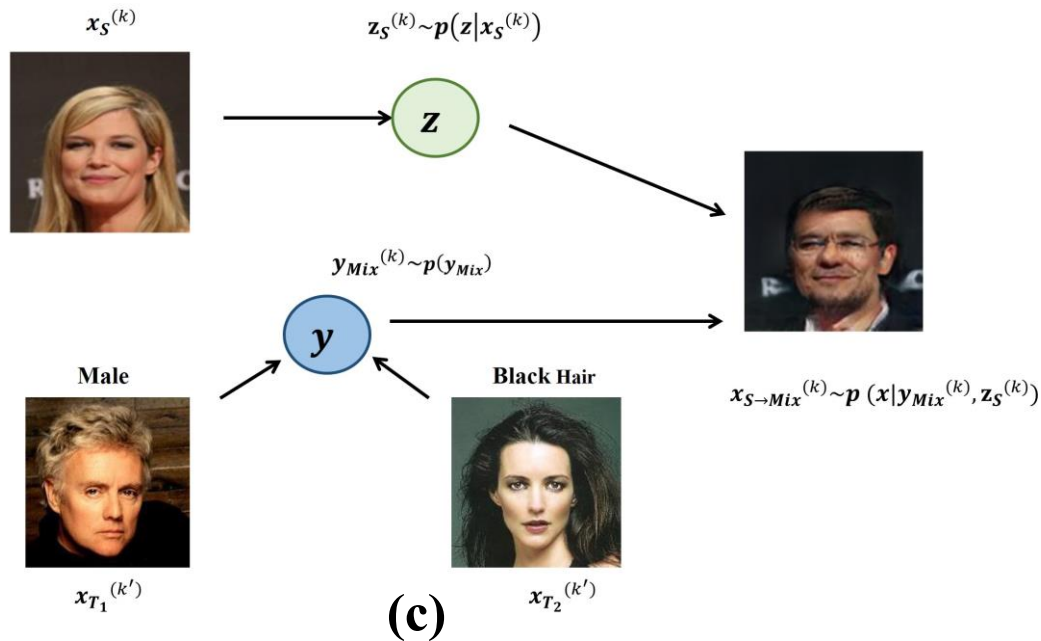 x_S^(k)
z_S^(k)~p(z|x_S^(k))
z
y_Mix^(k)~p(y_Mix)
y
Male
Black Hair
x_S→Mix^(k)~p (x|y_Mix^(k), z_S^(k))
x_T₁^(k′)
x_T₂^(k′)
(c)